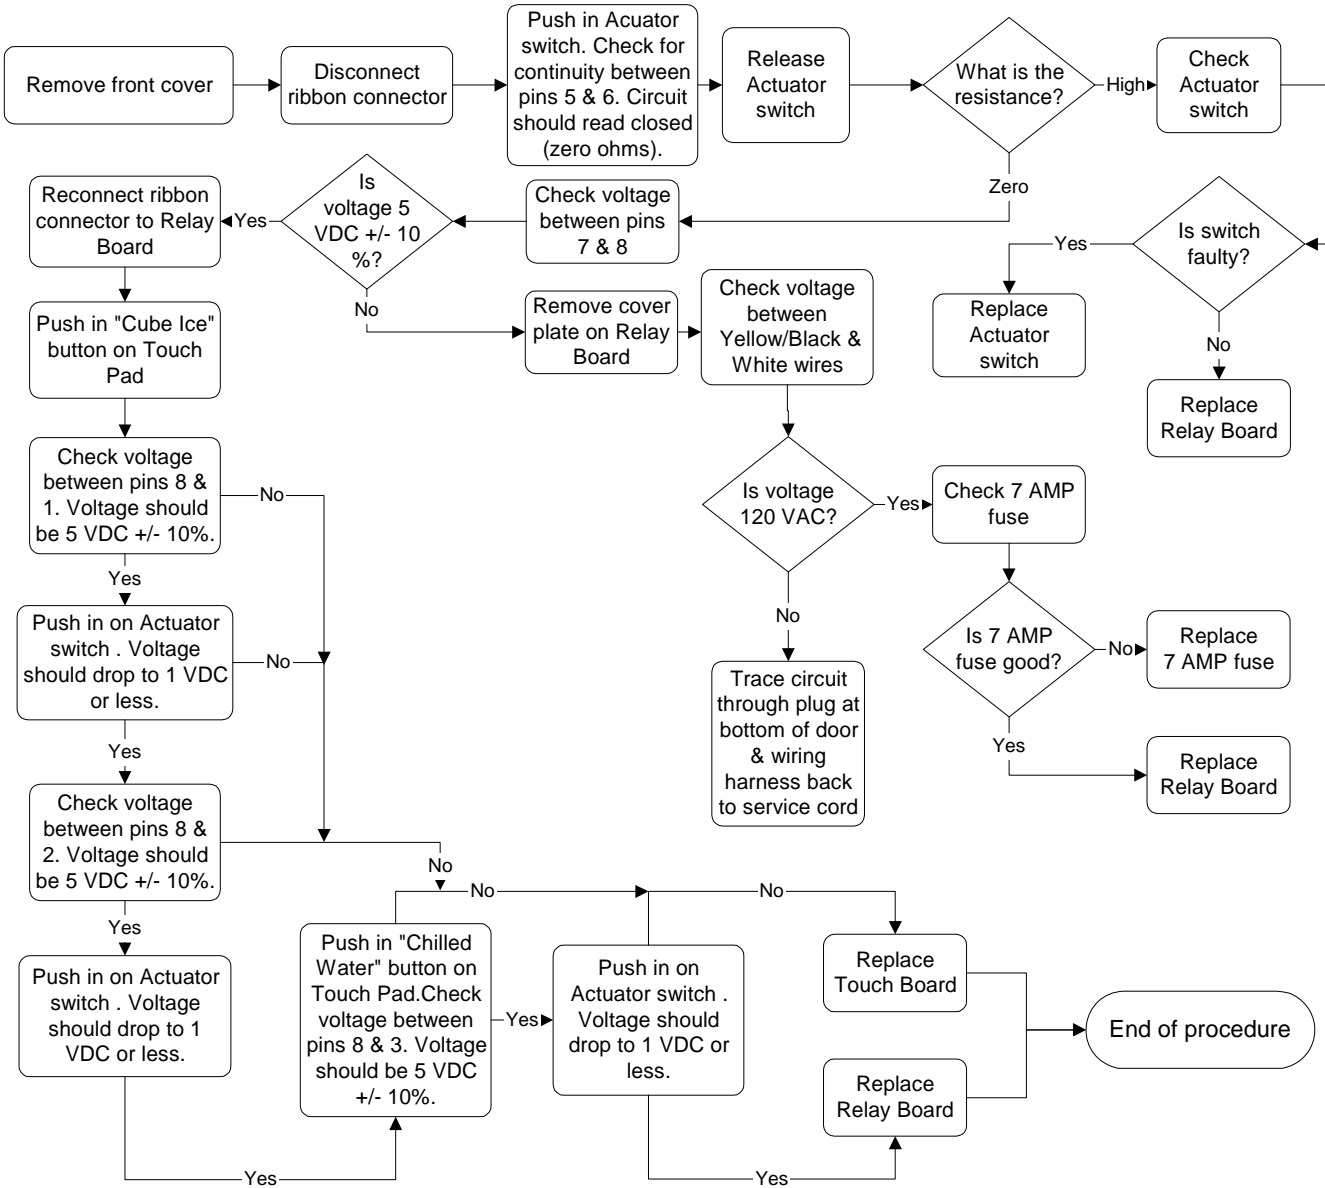 Remove front cover
Disconnect
ribbon connector
Push in Acuator
switch. Check for
continuity between
pins 5 & 6. Circuit
should read closed
(zero ohms).
Release
Actuator
switch
What is the
resistance?
High
Check
Actuator
switch
Zero
Is switch
faulty?
Yes
Replace
Actuator
switch
No
Replace
Relay Board
Check voltage
between pins
7 & 8
Is
voltage 5
VDC +/- 10
%?
Yes
Reconnect ribbon
connector to Relay
Board
No
Remove cover
plate on Relay
Board
Check voltage
between
Yellow/Black &
White wires
Is voltage
120 VAC?
Yes
Check 7 AMP
fuse
Is 7 AMP
fuse good?
No
Replace
7 AMP fuse
Yes
Replace
Relay Board
No
Trace circuit
through plug at
bottom of door
& wiring
harness back
to service cord
Push in "Cube Ice"
button on Touch
Pad
Check voltage
between pins 8 &
1. Voltage should
be 5 VDC +/- 10%.
No
Yes
Push in on Actuator
switch . Voltage
should drop to 1 VDC
or less.
No
Yes
Check voltage
between pins 8 &
2. Voltage should
be 5 VDC +/- 10%.
No
Yes
Push in on Actuator
switch . Voltage
should drop to 1
VDC or less.
Yes
Push in "Chilled
Water" button on
Touch Pad.Check
voltage between
pins 8 & 3. Voltage
should be 5 VDC
+/- 10%.
No
Yes
Push in on
Actuator switch .
Voltage should
drop to 1 VDC or
less.
No
Yes
Replace
Touch Board
Replace
Relay Board
End of procedure